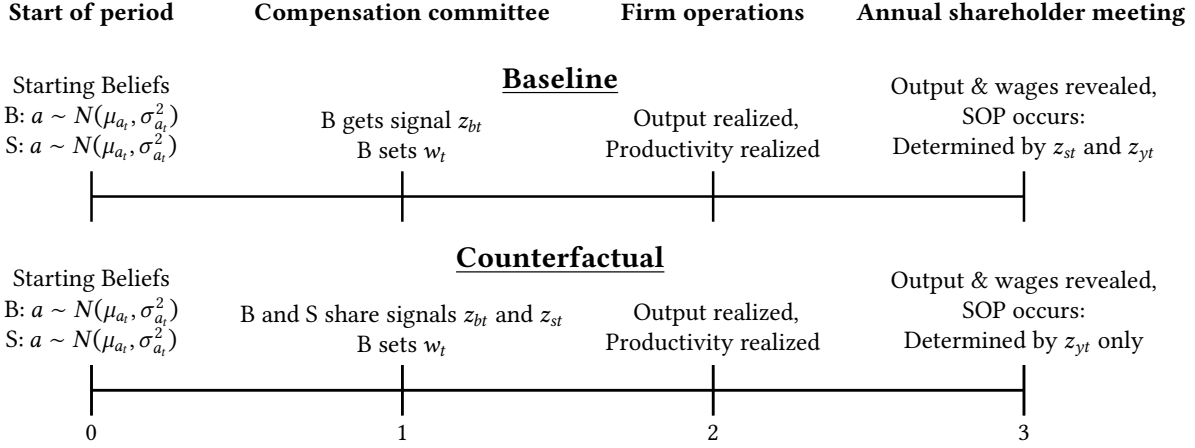 Start of period Compensation committee Firm operations Annual shareholder meeting
Baseline
Starting Beliefs
B: a ~ N(μ_{a_t}, σ²_{a_t})
S: a ~ N(μ_{a_t}, σ²_{a_t})
B gets signal z_{bt}
B sets w_t
Output realized,
Productivity realized
Output & wages revealed,
SOP occurs:
Determined by z_{st} and z_{yt}
Counterfactual
Starting Beliefs
B: a ~ N(μ_{a_t}, σ²_{a_t})
S: a ~ N(μ_{a_t}, σ²_{a_t})
B and S share signals z_{bt} and z_{st}
B sets w_t
Output realized,
Productivity realized
Output & wages revealed,
SOP occurs:
Determined by z_{yt} only
0 1 2 3